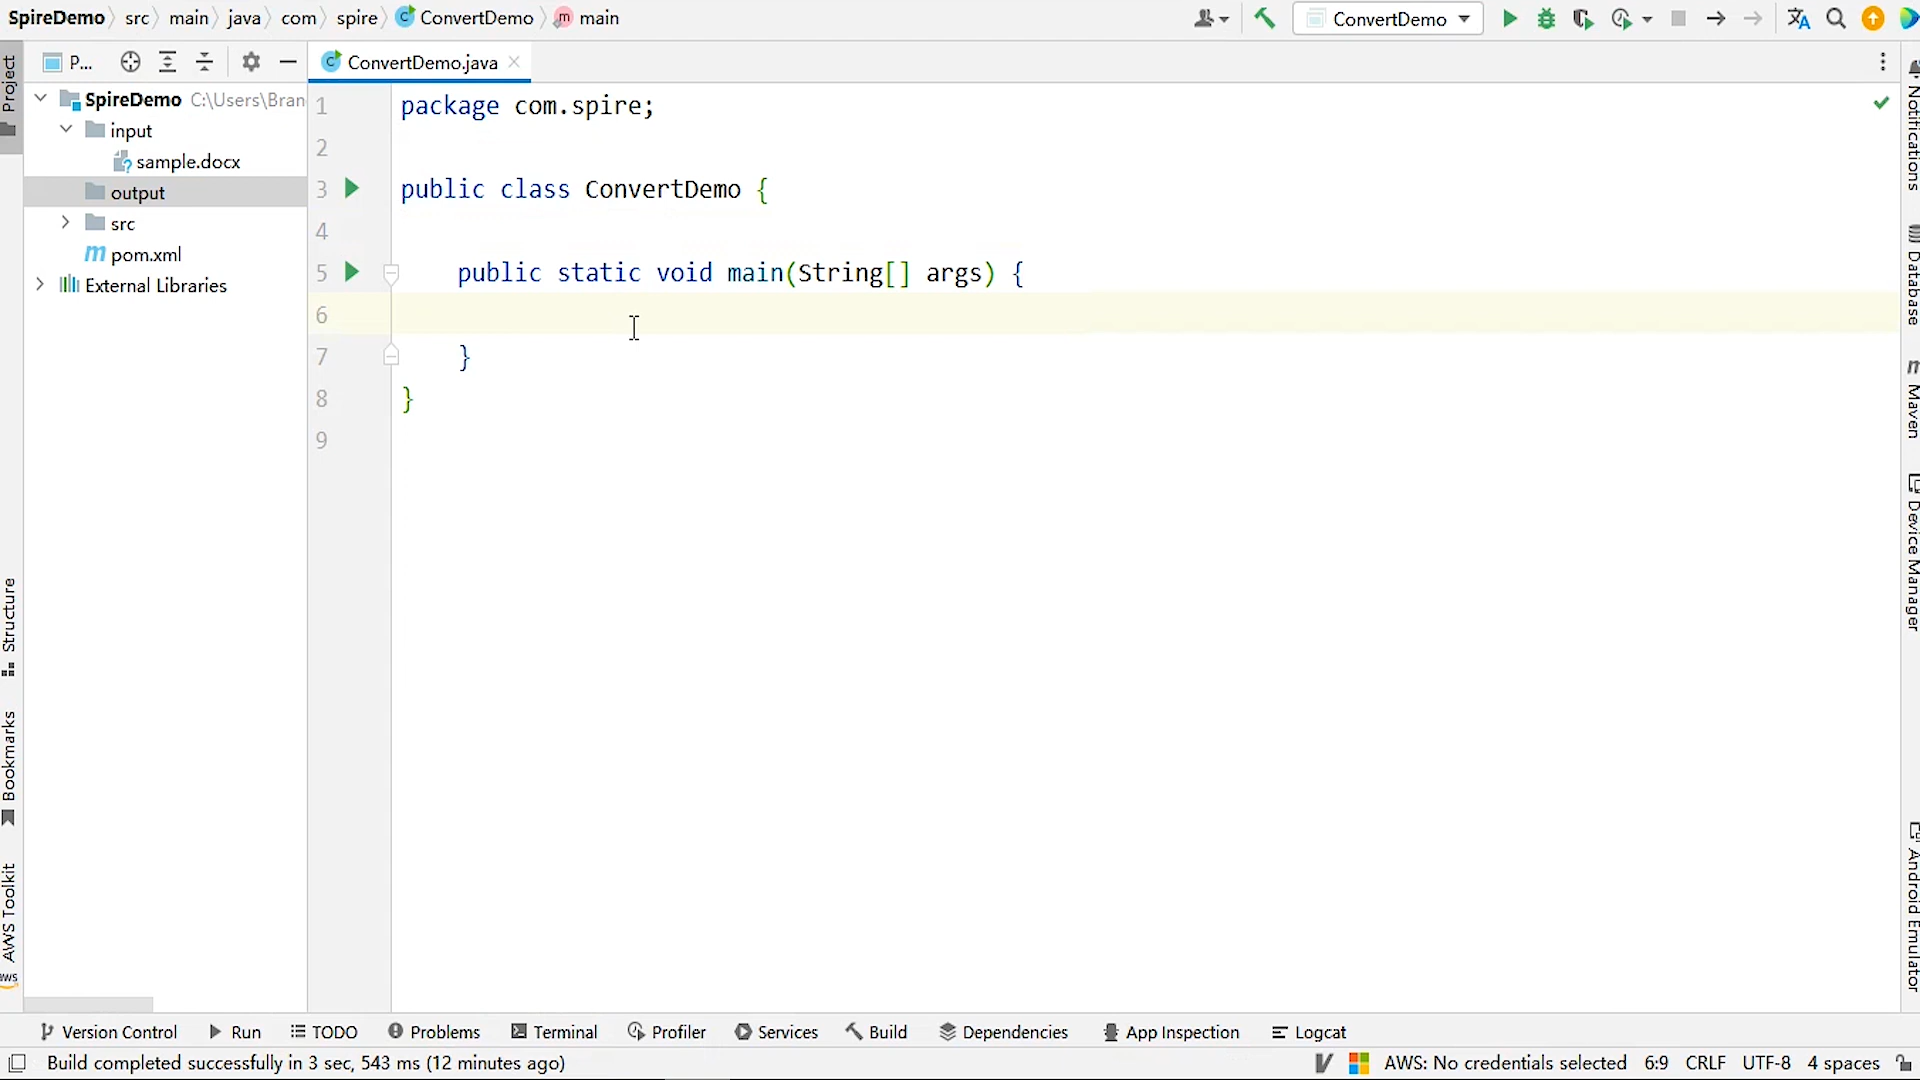 SpireDemo src main java com spire ConvertDemo main
ConvertDemo
P...
ConvertDemo.java
Project
SpireDemo C:\Users\Bran
input
sample.docx
output
src
pom.xml
External Libraries
1 package com.spire;
2
3 public class ConvertDemo {
4
5 public static void main(String[] args) {
6
7 }
8 }
9
Structure
Bookmarks
AWS Toolkit
aws
Notifications
Database
Maven
Device Manager
Android Emulator
Version Control Run TODO Problems Terminal Profiler Services Build Dependencies App Inspection Logcat
Build completed successfully in 3 sec, 543 ms (12 minutes ago)
AWS: No credentials selected 6:9 CRLF UTF-8 4 spaces